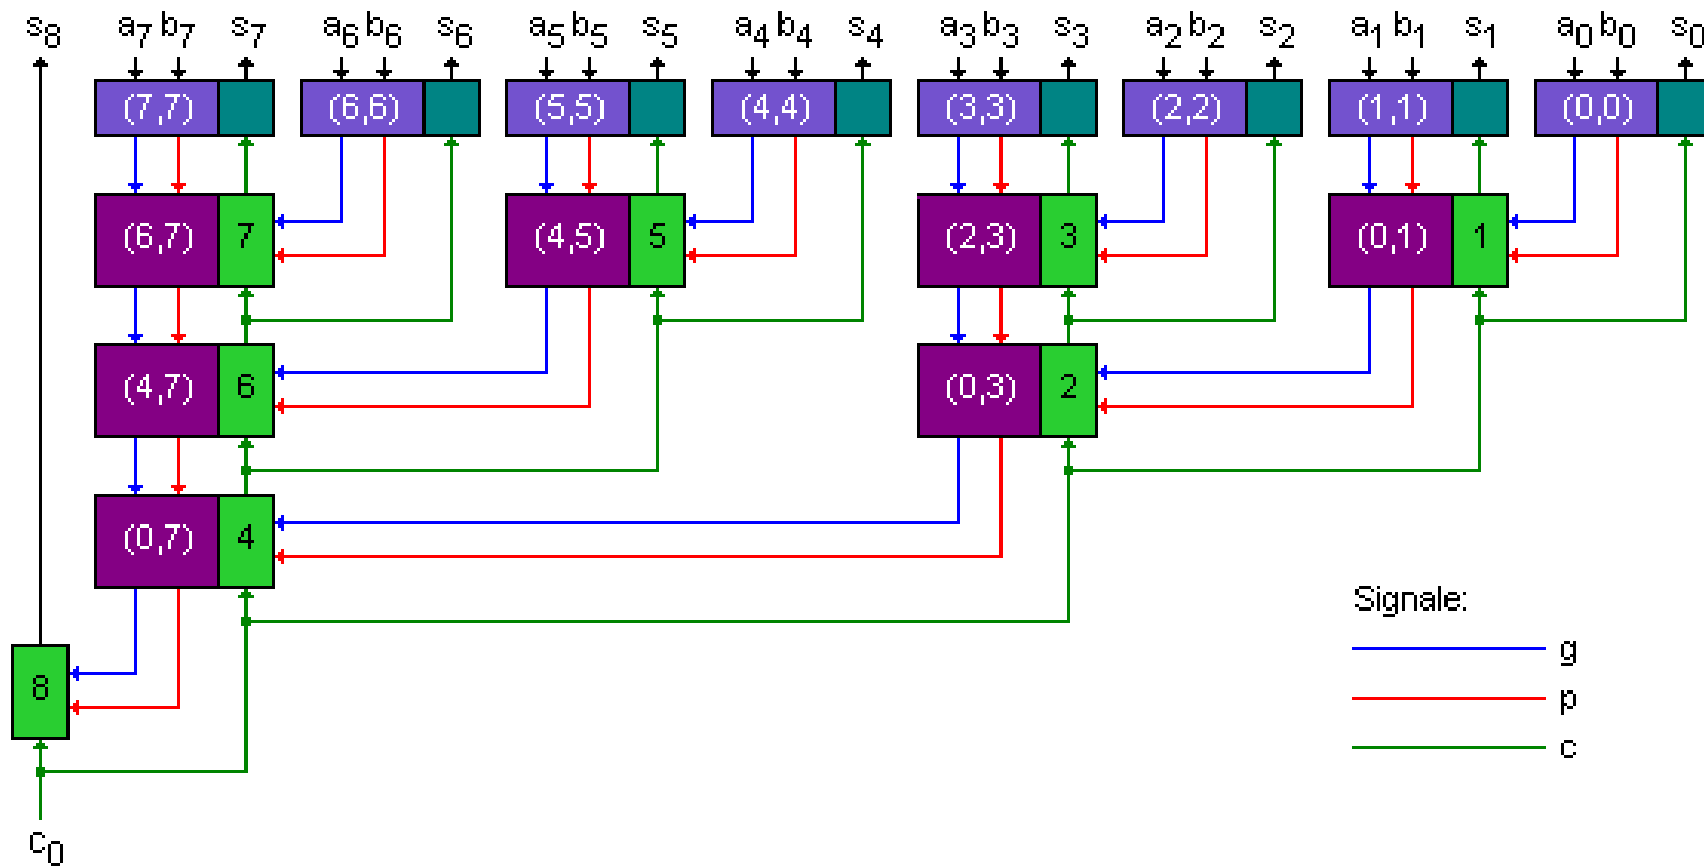 s8 a7 b7 s7 a6 b6 s6 a5 b5 s5 a4 b4 s4 a3 b3 s3 a2 b2 s2 a1 b1 s1 a0 b0 s0
(7,7) (6,6) (5,5) (4,4) (3,3) (2,2) (1,1) (0,0)
(6,7) 7 (4,5) 5 (2,3) 3 (0,1) 1
(4,7) 6 (0,3) 2
(0,7) 4
Signale:
g
8
p
c
c0